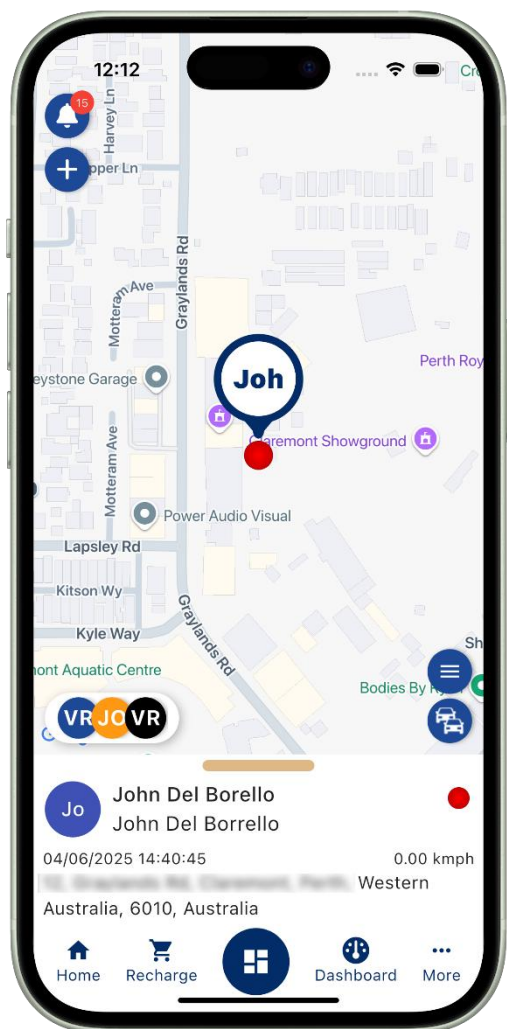 12:12
Cre
15
Harvey Ln
pper Ln
Graylands Rd
Motteram Ave
eystone Garage
Joh
Perth Roy
Claremont Showground
Motteram Ave
Power Audio Visual
Lapsley Rd
Kitson Wy
Kyle Way
Graylands Rd
Sh
mont Aquatic Centre
Bodies By
VR JO VR
Jo
John Del Borello
John Del Borrello
04/06/2025 14:40:45
0.00 kmph
Western
Australia, 6010, Australia
Home
Recharge
Dashboard
More